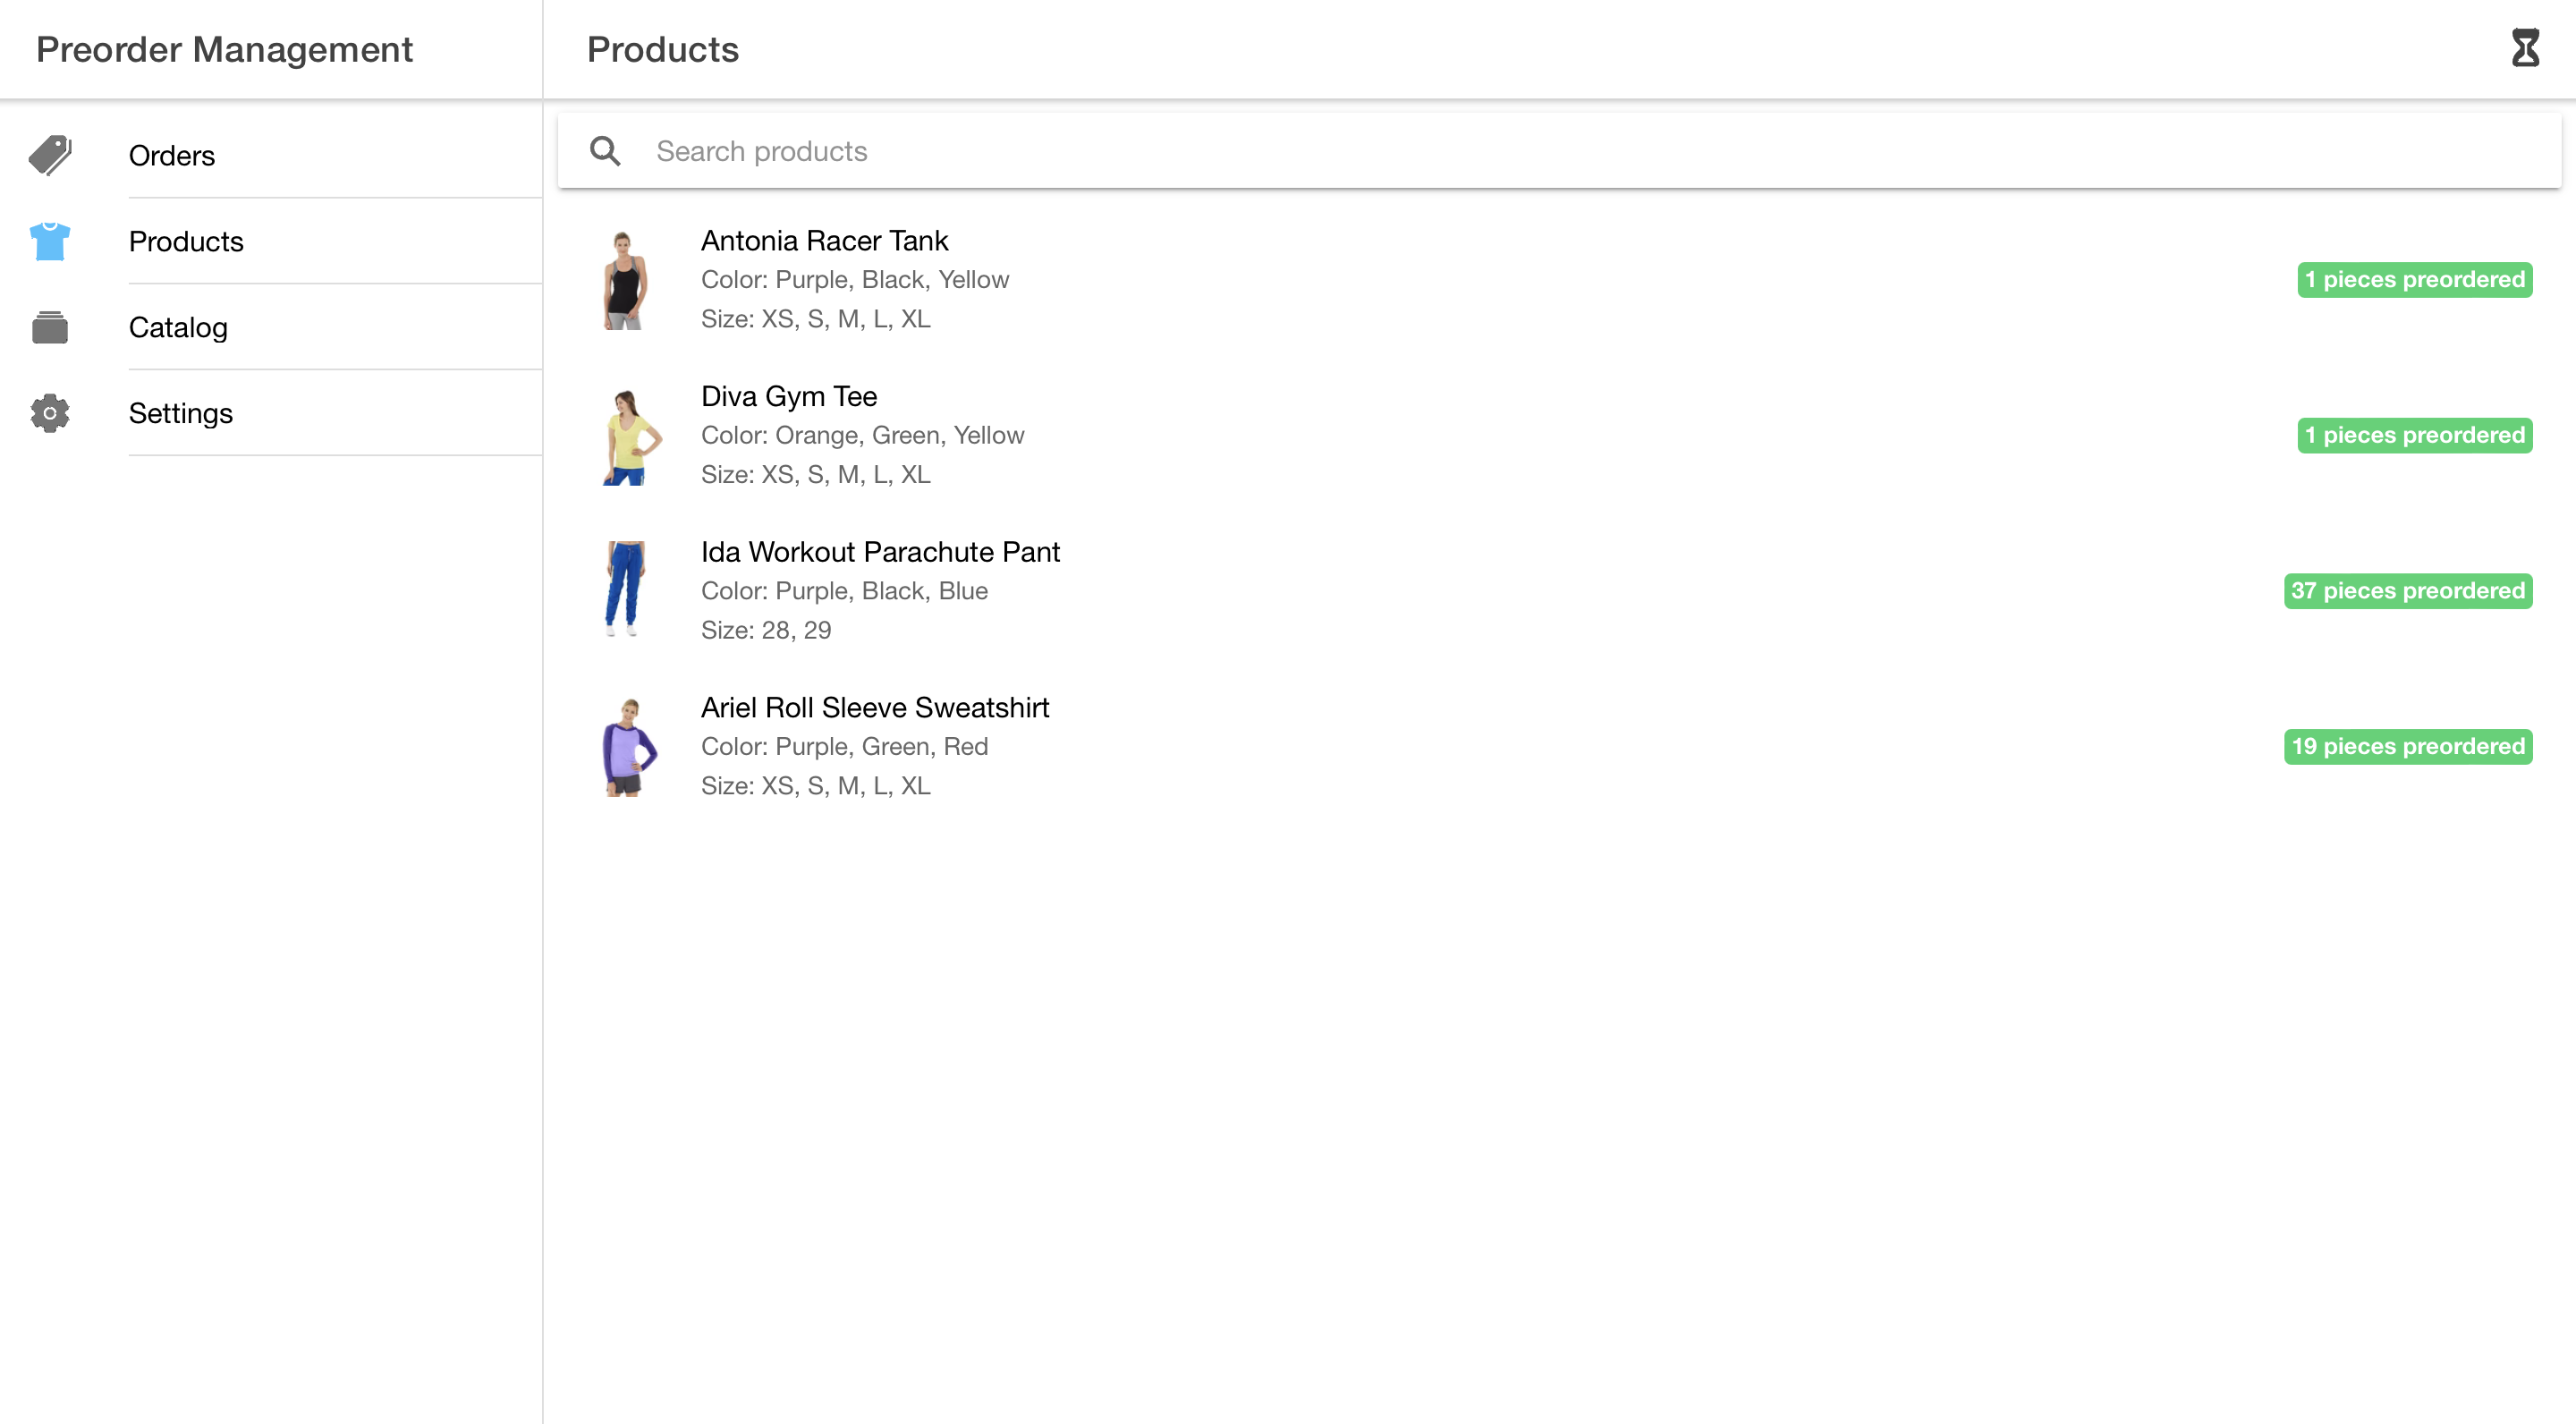 Preorder Management
Products
Orders
Products
Catalog
Settings
Search products
Antonia Racer Tank
Color: Purple, Black, Yellow
Size: XS, S, M, L, XL
1 pieces preordered
Diva Gym Tee
Color: Orange, Green, Yellow
Size: XS, S, M, L, XL
1 pieces preordered
Ida Workout Parachute Pant
Color: Purple, Black, Blue
Size: 28, 29
37 pieces preordered
Ariel Roll Sleeve Sweatshirt
Color: Purple, Green, Red
Size: XS, S, M, L, XL
19 pieces preordered